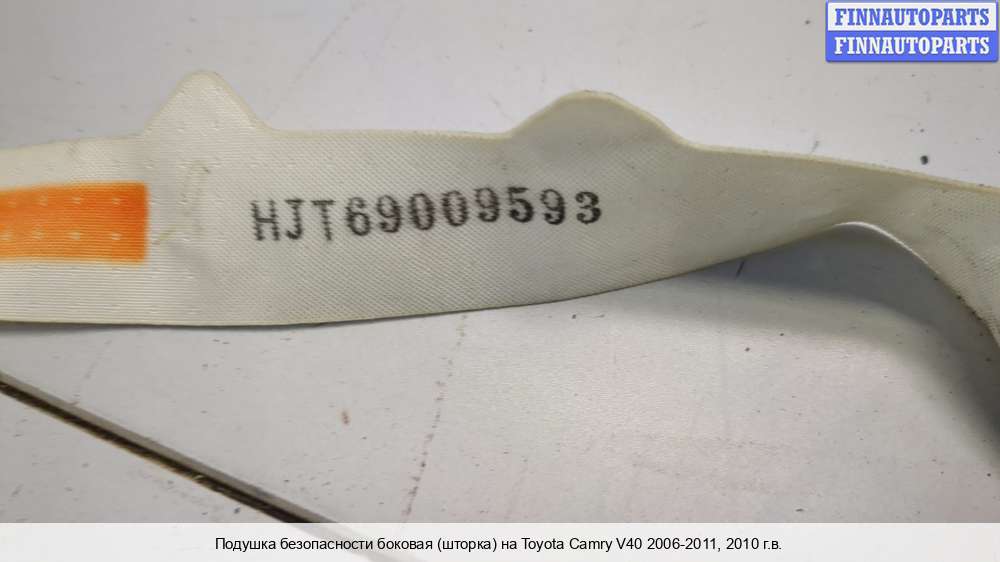 FINNAUTOPARTS
FINNAUTOPARTS
HJT69009593
Подушка безопасности боковая (шторка) на Toyota Camry V40 2006-2011, 2010 г.в.